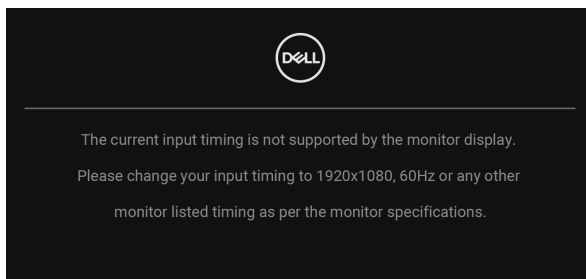 DELL
The current input timing is not supported by the monitor display.
Please change your input timing to 1920x1080, 60Hz or any other
monitor listed timing as per the monitor specifications.